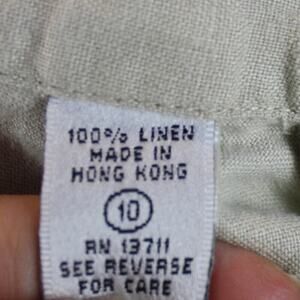 100% LINEN
MADE IN
HONG KONG
10
RN 13711
SEE REVERSE
FOR CARE